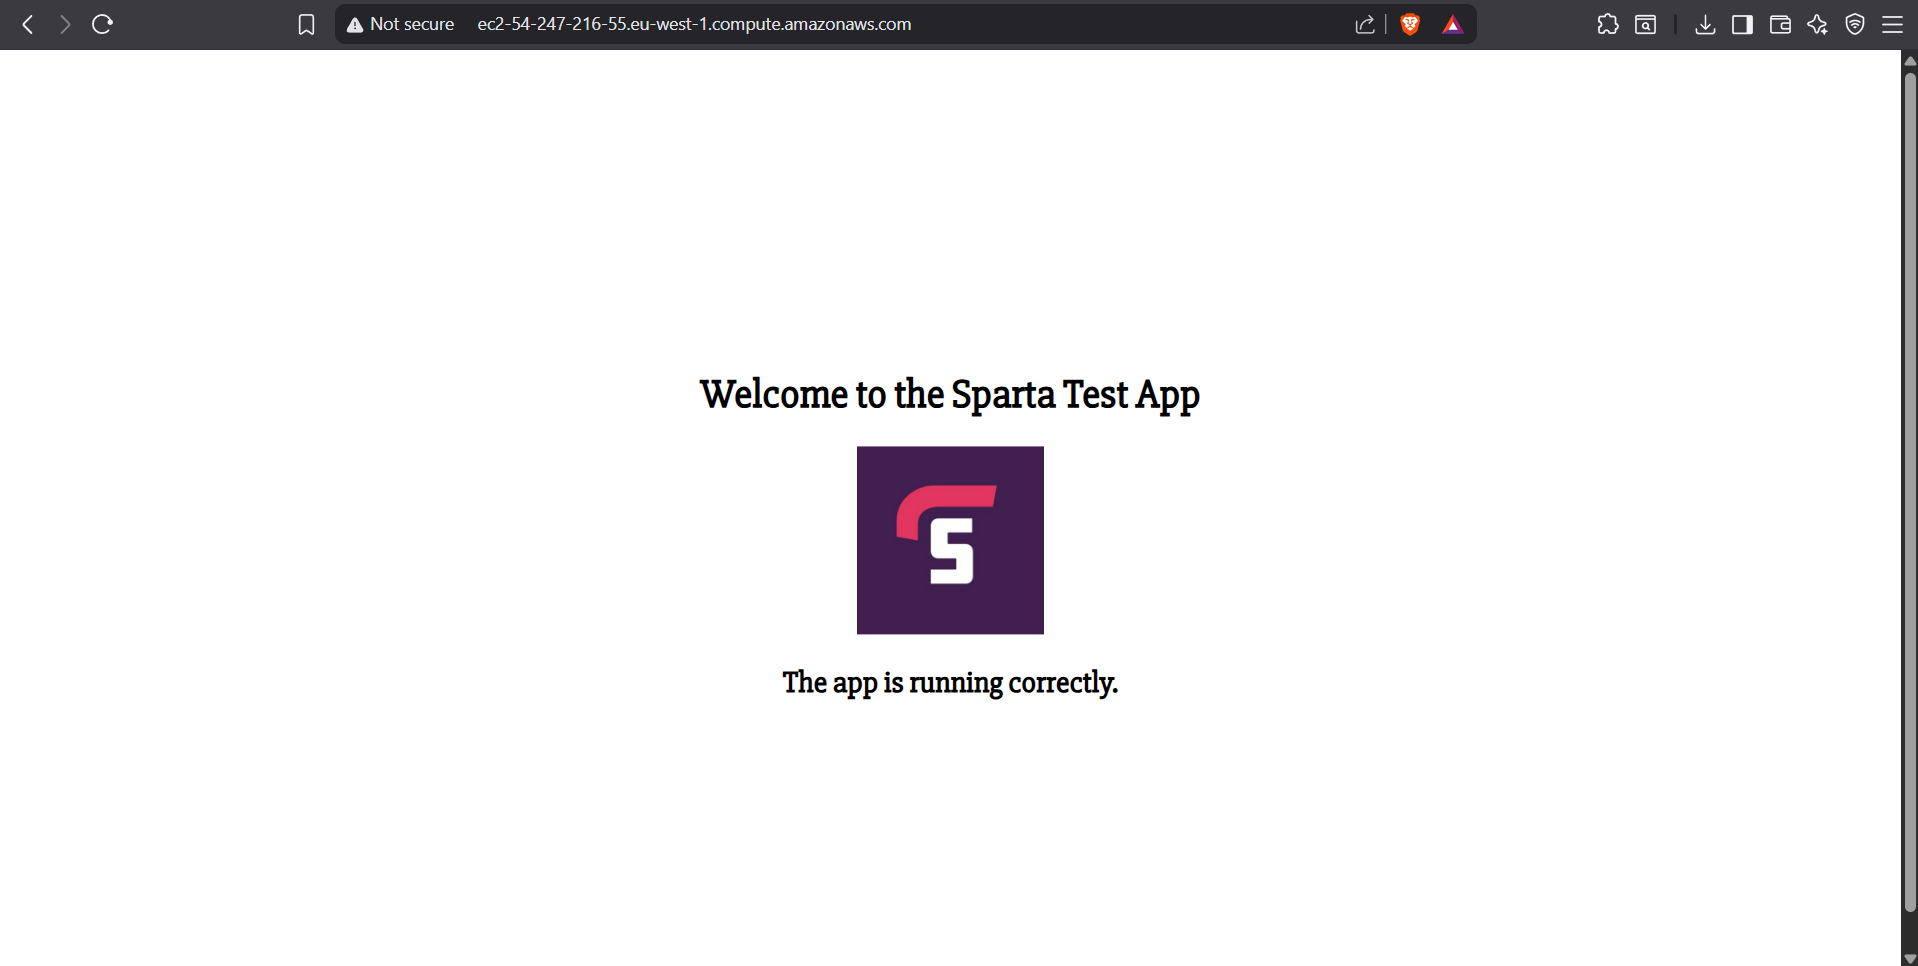 Not secure ec2-54-247-216-55.eu-west-1.compute.amazonaws.com
Welcome to the Sparta Test App
S
The app is running correctly.